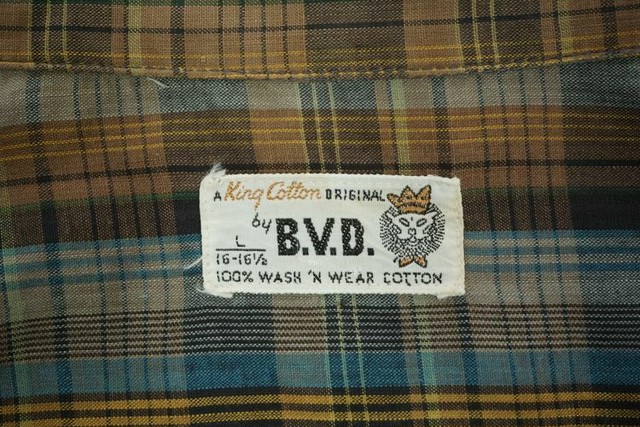 A King Cotton ORIGINAL
by B.V.D.
L
16-16½
100% WASH 'N WEAR COTTON